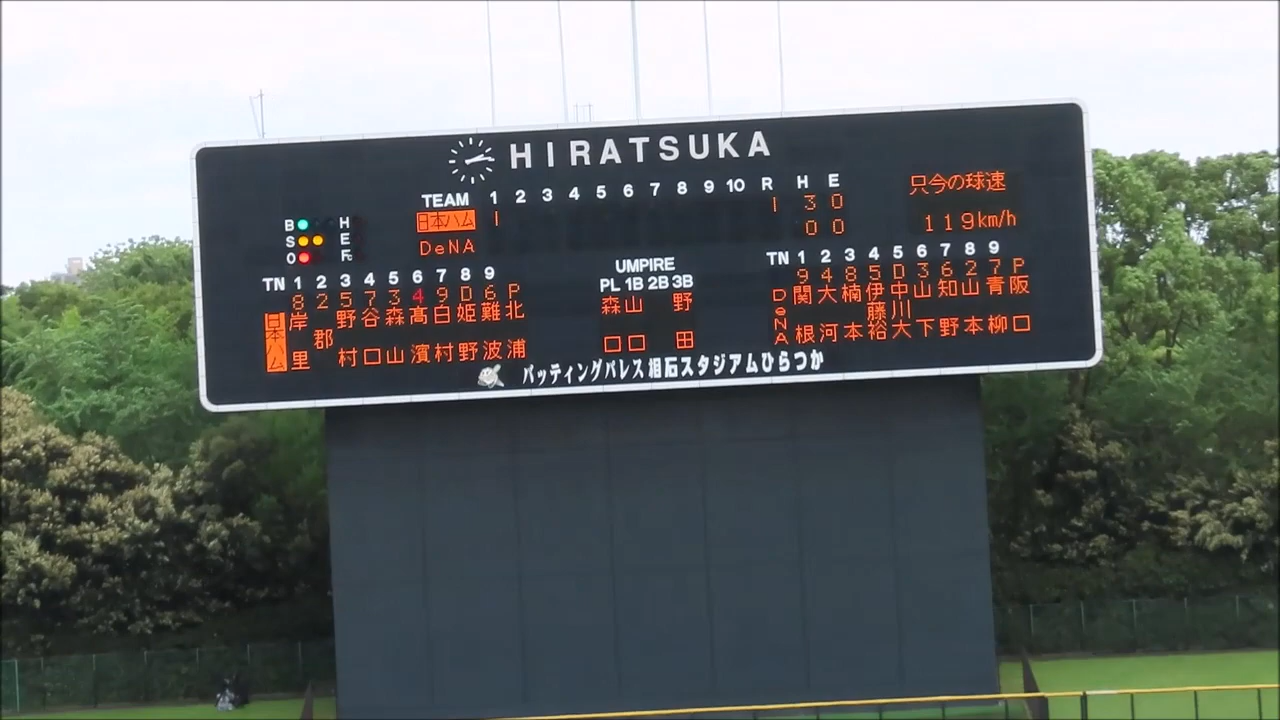 HIRATSUKA
TEAM 1 2 3 4 5 6 7 8 9 10 R H E
日本ハム 1 1 3 0
DeNA 0 0
只今の球速
119km/h
B H
S E
O F
TN 1 2 3 4 5 6 7 8 9
8 2 5 7 3 4 9 D 6 P
日本ハム 岸里 郡 野村 谷口 森山 髙濱 白村 姫野 難波 北浦
UMPIRE
PL 1B 2B 3B
森口 山口 野田
TN 1 2 3 4 5 6 7 8 9
9 4 8 5 D 3 6 2 7 P
DeNA 関根 大河 楠本 伊藤裕 中川大 山下 知野 山本 青柳 阪口
バッティングパレス相石スタジアムひらつか